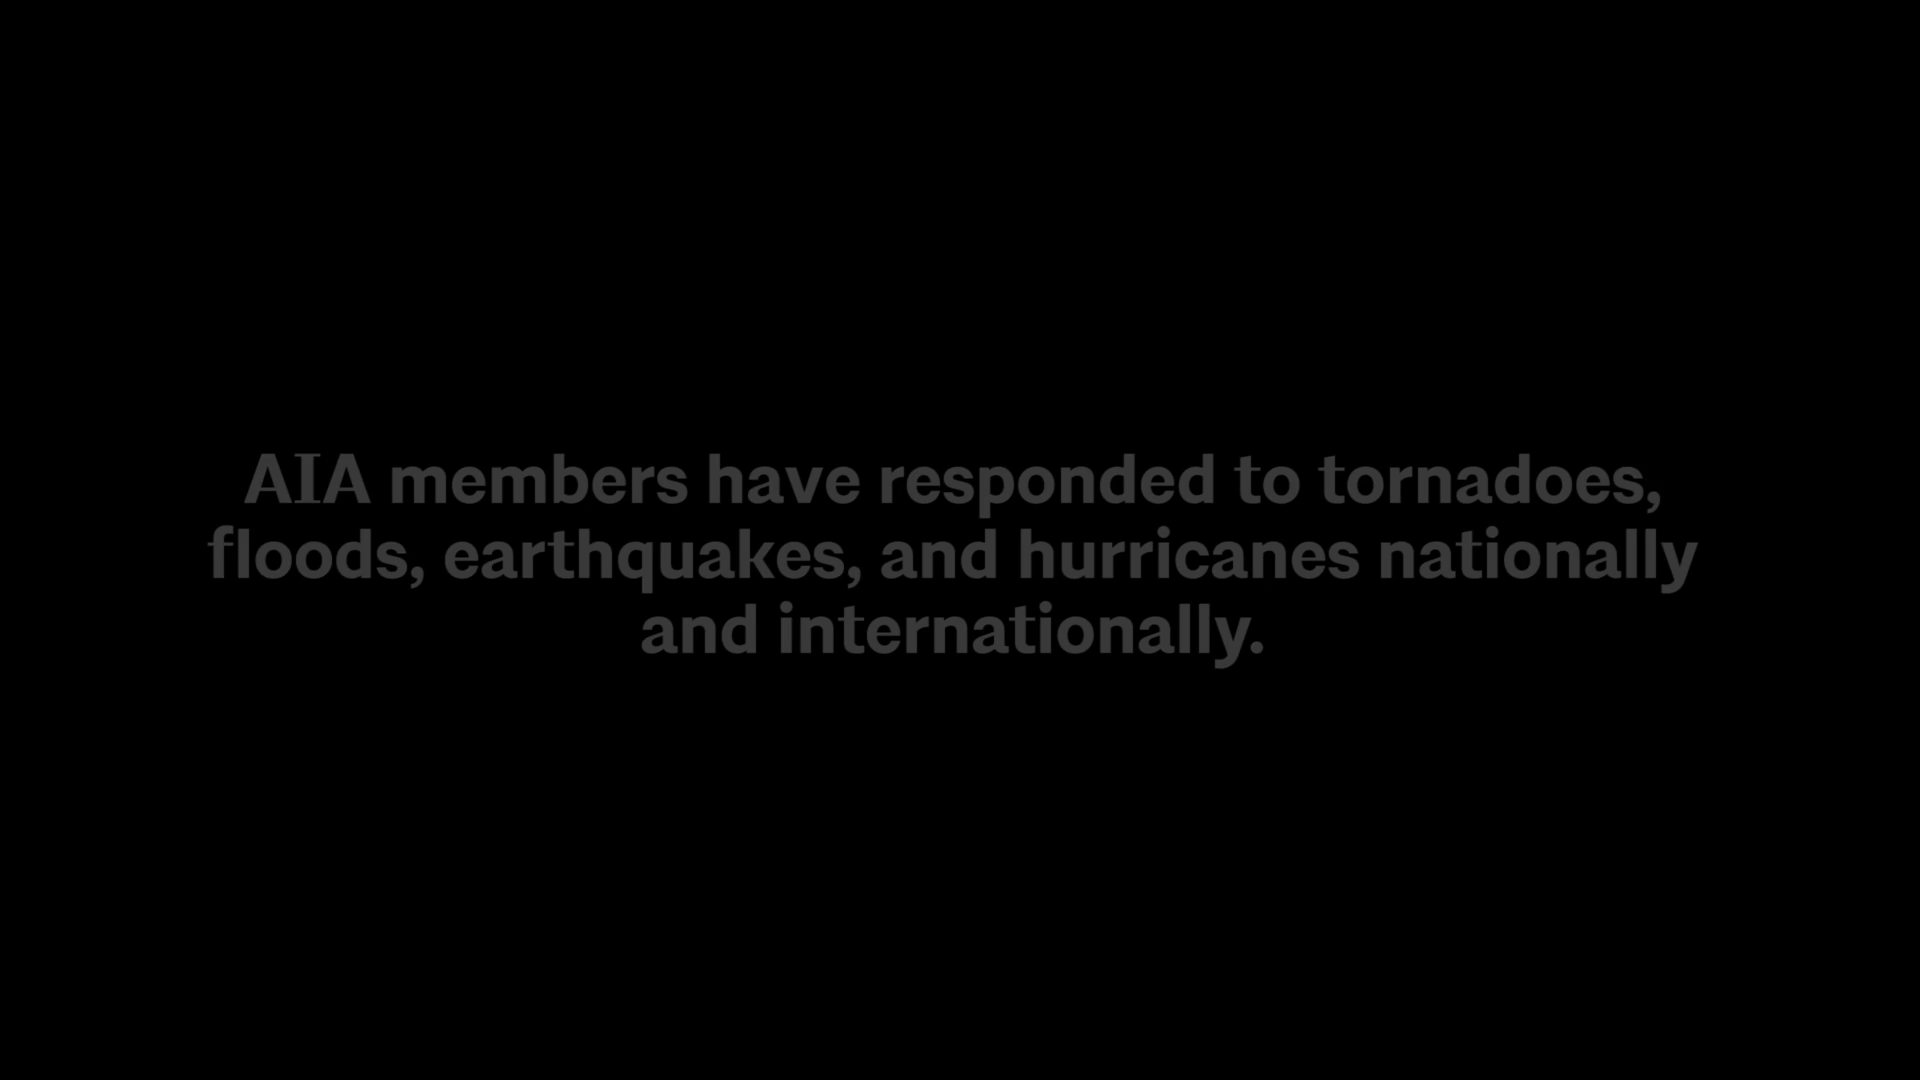 AIA members have responded to tornadoes,
floods, earthquakes, and hurricanes nationally
and internationally.